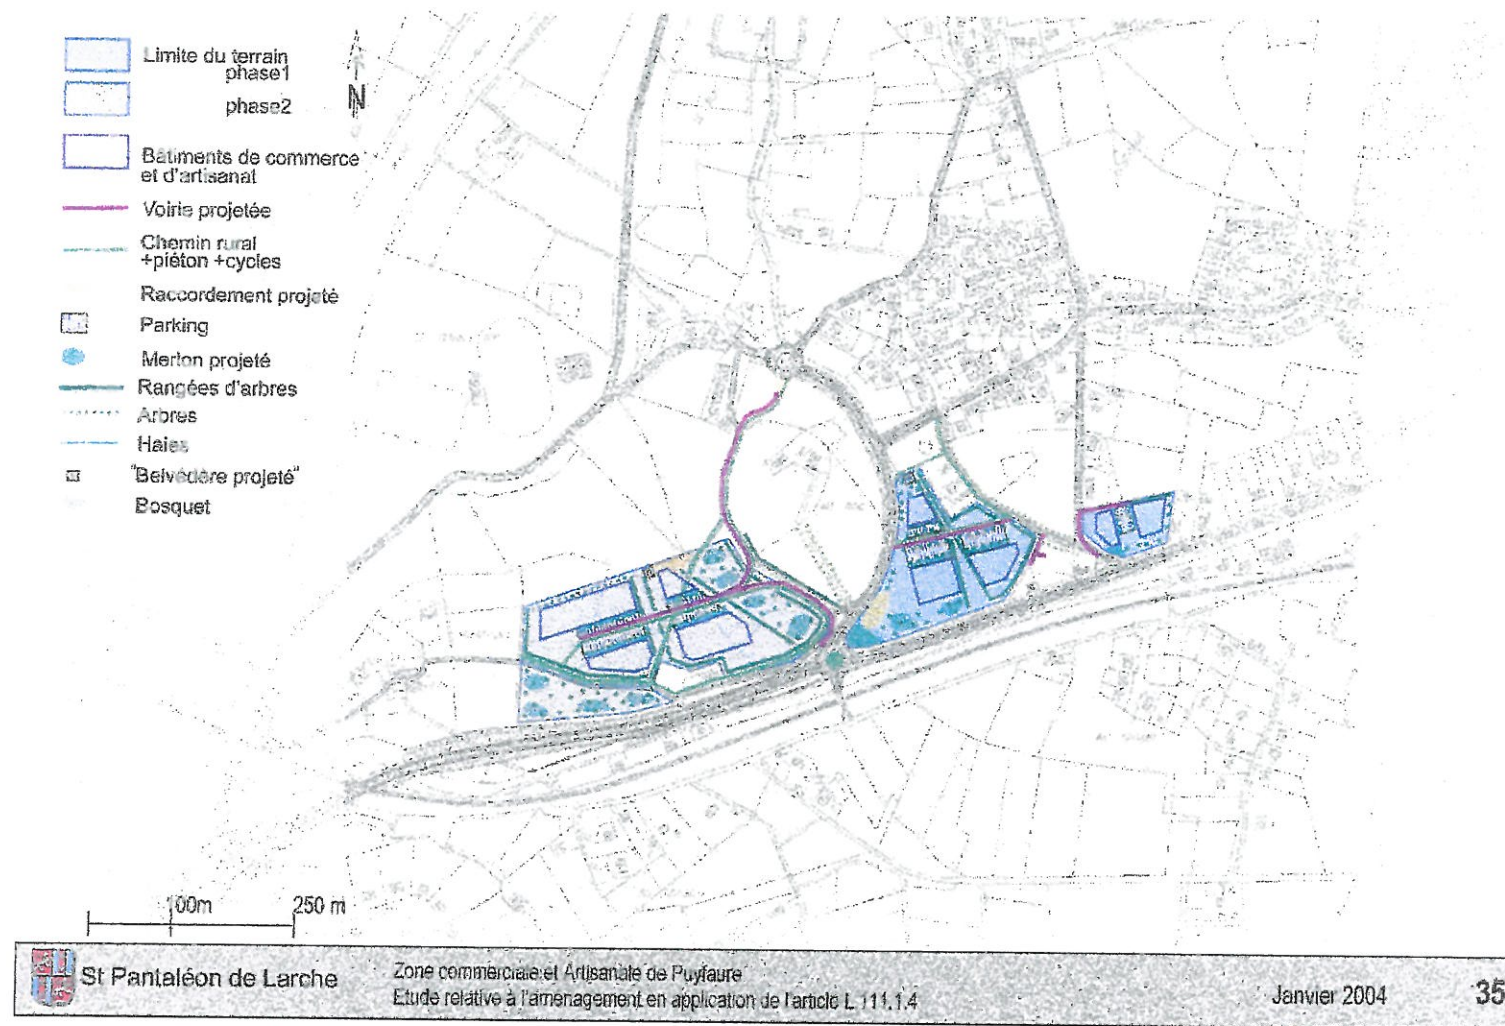 Limite du terrain
phase1
phase2
N
Bâtiments de commerce
et d'artisanat
Voirie projetée
Chemin rural
+piéton +cycles
Raccordement projeté
Parking
Merlon projeté
Rangées d'arbres
Arbres
Haies
"Belvédère projeté"
Bosquet
100m
250 m
St Pantaléon de Larche
Zone commerciale et Artisanale de Puyfaure
Etude relative à l'aménagement en application de l'article L 111.1.4
Janvier 2004
35